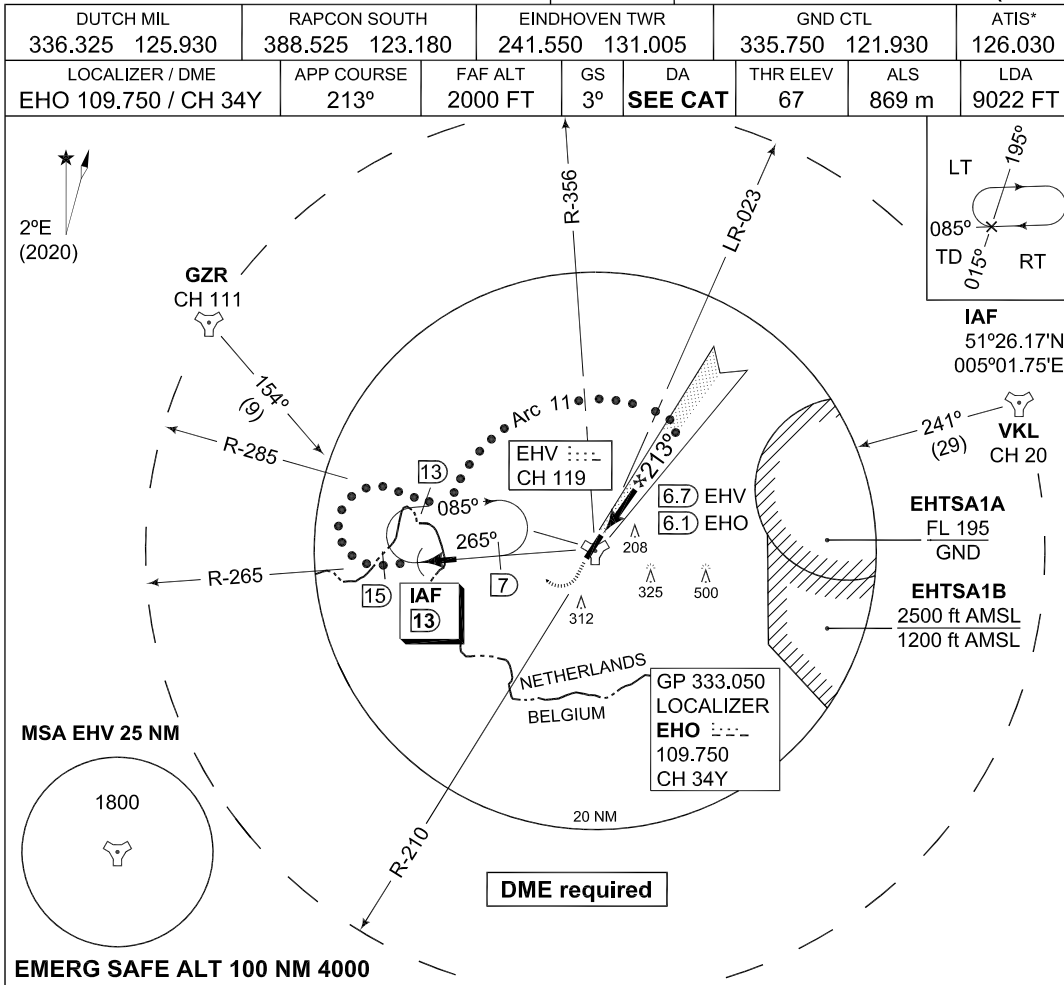 DUTCH MIL RAPCON SOUTH EINDHOVEN TWR GND CTL ATIS*
336.325 125.930 388.525 123.180 241.550 131.005 335.750 121.930 126.030
LOCALIZER / DME APP COURSE FAF ALT GS DA THR ELEV ALS LDA
EHO 109.750 / CH 34Y 213º 2000 FT 3º SEE CAT 67 869 m 9022 FT
2ºE
(2020)
GZR
CH 111
154º
(9)
R-285
R-265
R-356
LR-023
LT
195º
085º
TD
015º
RT
IAF
51º26.17'N
005º01.75'E
241º
(29)
VKL
CH 20
Arc 11
EHV
CH 119
213º
13
085º
265º
6.7 EHV
6.1 EHO
208
7
15
IAF
13
325
500
312
EHTSA1A
FL 195
GND
EHTSA1B
2500 ft AMSL
1200 ft AMSL
NETHERLANDS
BELGIUM
GP 333.050
LOCALIZER
EHO
109.750
CH 34Y
MSA EHV 25 NM
1800
20 NM
R-210
DME required
EMERG SAFE ALT 100 NM 4000